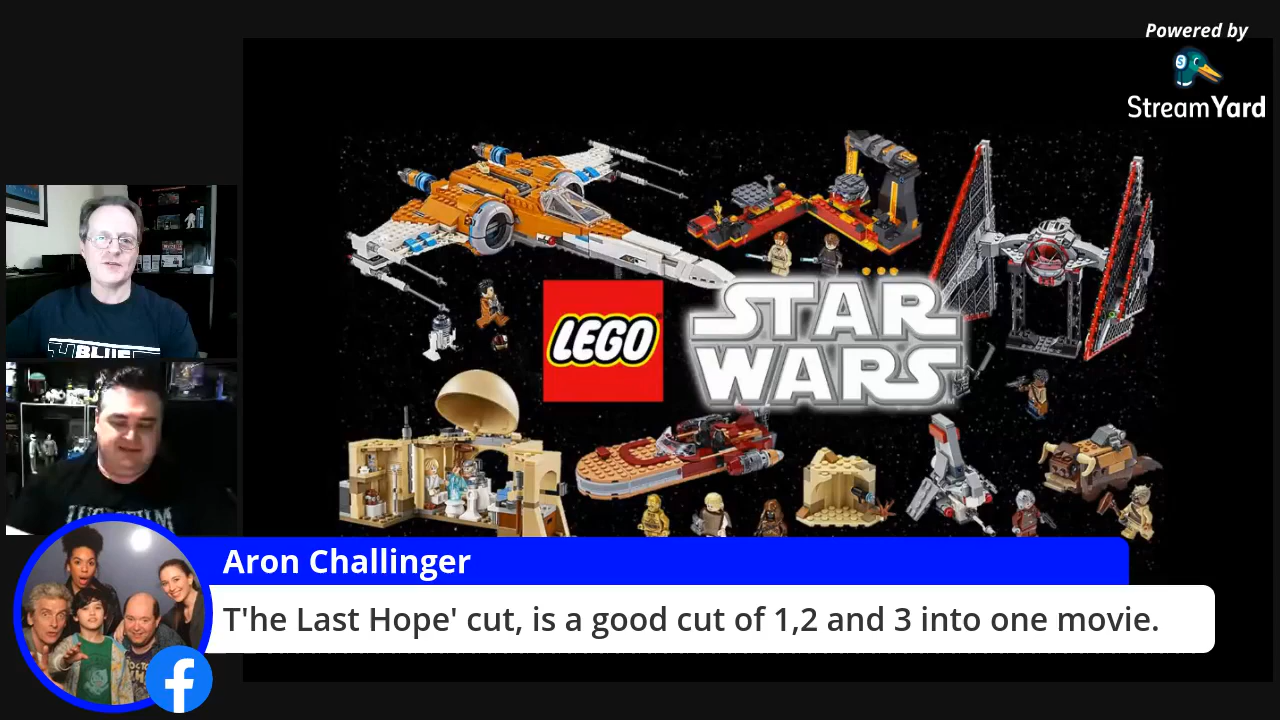 Powered by
StreamYard
LEGO
STAR
WARS
Aron Challinger
T'he Last Hope' cut, is a good cut of 1,2 and 3 into one movie.